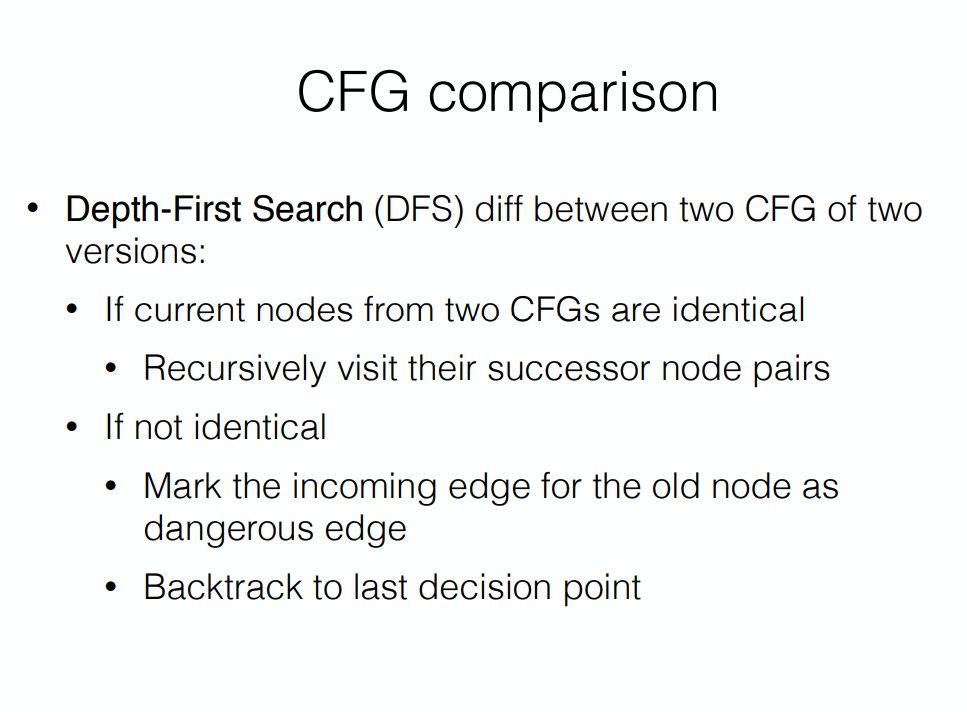 CFG comparison
• Depth-First Search (DFS) diff between two CFG of two
versions:
• If current nodes from two CFGs are identical
• Recursively visit their successor node pairs
• If not identical
• Mark the incoming edge for the old node as
dangerous edge
• Backtrack to last decision point